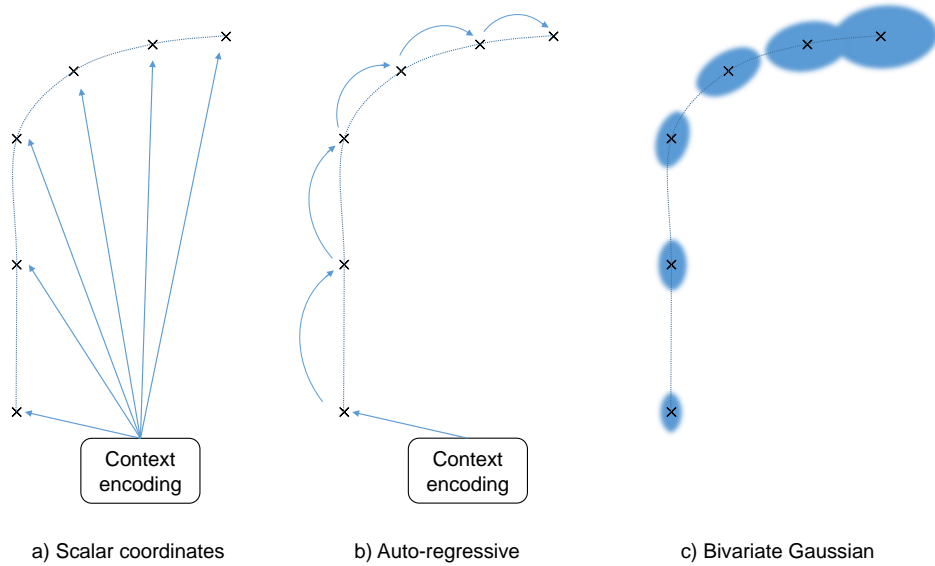 Context
encoding
Context
encoding
a) Scalar coordinates
b) Auto-regressive
c) Bivariate Gaussian